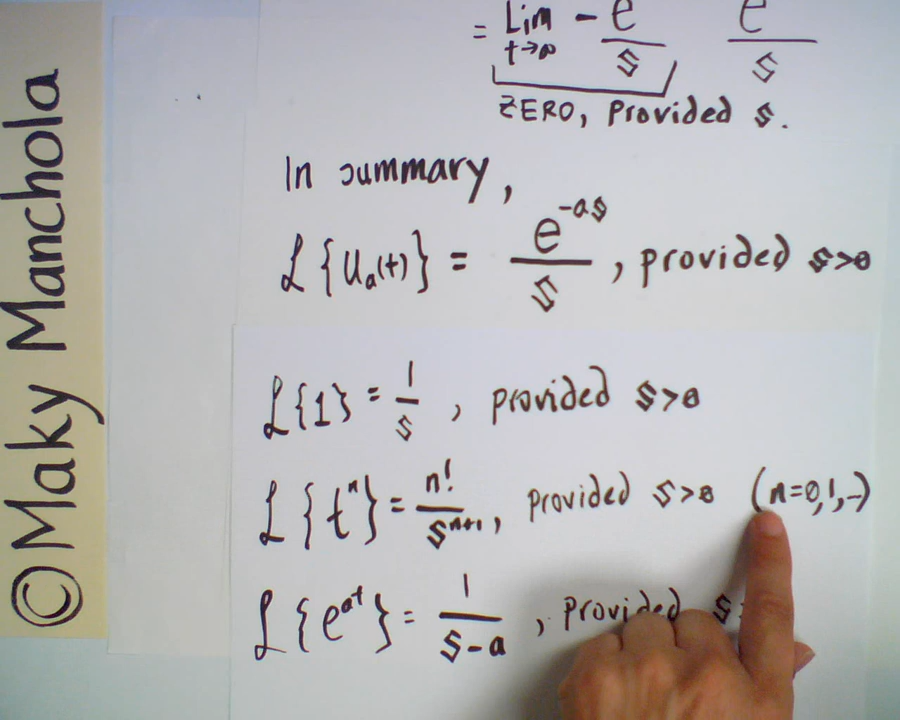 = Lim t→∞ - e/s e/s
ZERO, Provided s.
In summary,
ℒ{u_a(t)} = e^{-as}/s, provided s>0
ℒ{1} = 1/s, provided s>0
ℒ{t^n} = n!/s^{n+1}, provided s>0 (n=0,1,--)
ℒ{e^{at}} = 1/s-a, provided s
©Maky Manchola